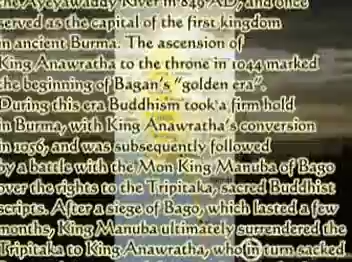 the Ayeyawaddy River in 849 AD, and once
served as the capital of the first kingdom
in ancient Burma. The ascension of
King Anawratha to the throne in 1044 marked
the beginning of Bagan's "golden era".
During this era Buddhism took a firm hold
in Burma, with King Anwratha's conversion
in 1056, and was subsequently followed
by a battle with the Mon King Manuba of Bago
over the rights to the Tripitaka, sacred Buddhist
scripts. After a siege of Bago, which lasted a few
months, King Manuba ultimately surrendered the
Tripitaka to King Anawratha, who in turn sacked